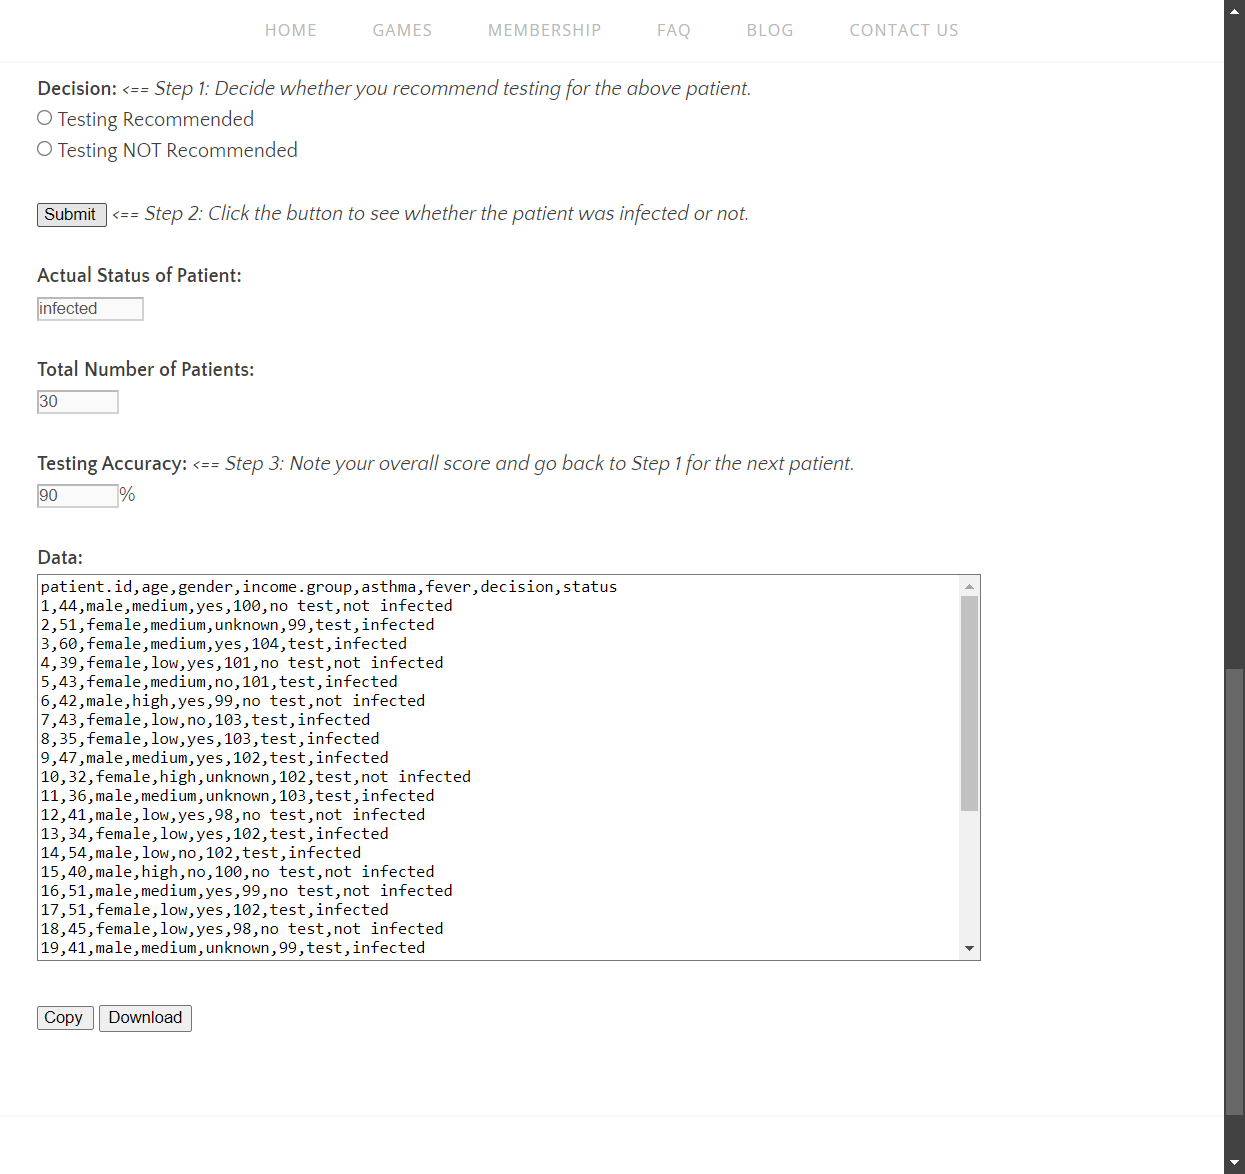 HOME GAMES MEMBERSHIP FAQ BLOG CONTACT US
Decision: <== Step 1: Decide whether you recommend testing for the above patient.
Testing Recommended
Testing NOT Recommended
Submit <== Step 2: Click the button to see whether the patient was infected or not.
Actual Status of Patient:
infected
Total Number of Patients:
30
Testing Accuracy: <== Step 3: Note your overall score and go back to Step 1 for the next patient.
90 %
Data:
patient.id,age,gender,income.group,asthma,fever,decision,status
1,44,male,medium,yes,100,no test,not infected
2,51,female,medium,unknown,99,test,infected
3,60,female,medium,yes,104,test,infected
4,39,female,low,yes,101,no test,not infected
5,43,female,medium,no,101,test,infected
6,42,male,high,yes,99,no test,not infected
7,43,female,low,no,103,test,infected
8,35,female,low,yes,103,test,infected
9,47,male,medium,yes,102,test,infected
10,32,female,high,unknown,102,test,not infected
11,36,male,medium,unknown,103,test,infected
12,41,male,low,yes,98,no test,not infected
13,34,female,low,yes,102,test,infected
14,54,male,low,no,102,test,infected
15,40,male,high,no,100,no test,not infected
16,51,male,medium,yes,99,no test,not infected
17,51,female,low,yes,102,test,infected
18,45,female,low,yes,98,no test,not infected
19,41,male,medium,unknown,99,test,infected
Copy Download